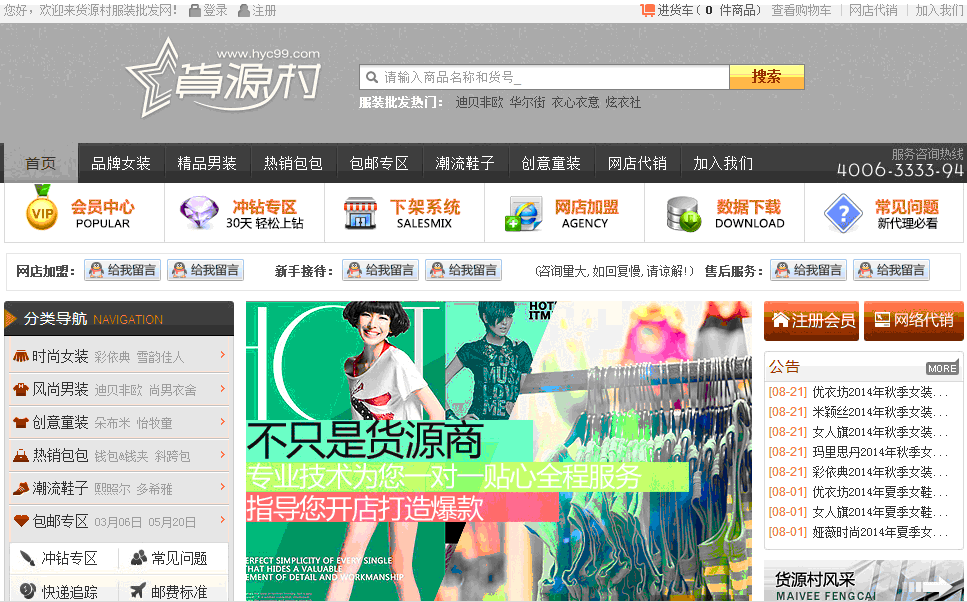 您好，欢迎来货源村服装批发网！ 登录 注册
进货车( 0 件商品) 查看购物车 | 网店代销 | 加入我们
www.hyc99.com
货源村
请输入商品名称和货号_ 搜索
服装批发热门： 迪贝菲欧 华尔街 衣心衣意 炫衣社
首页 品牌女装 精品男装 热销包包 包邮专区 潮流鞋子 创意童装 网店代销 加入我们
服务咨询热线
4006-3333-94
VIP 会员中心 POPULAR
冲钻专区 30天 轻松上钻
下架系统 SALESMIX
网店加盟 AGENCY
数据下载 DOWNLOAD
常见问题 新代理必看
网店加盟： 给我留言 给我留言 新手接待： 给我留言 给我留言 (咨询量大,如回复慢,请谅解!) 售后服务： 给我留言 给我留言
分类导航 NAVIGATION
时尚女装 彩依典 雪韵佳人
风尚男装 迪贝菲欧 尚男衣舍
创意童装 朵布米 怡牧童
热销包包 钱包&钱夹 斜跨包
潮流鞋子 熙熙尔 多希雅
包邮专区 03月06日 05月20日
冲钻专区 常见问题
快递追踪 邮费标准
HOT
HOT
ITM
不只是货源商
专业技术为您一对一贴心全程服务
指导您开店打造爆款
PERFECT SIMPLICITY OF EVERY SINGLE
THAT HIDES A VALUABLE
EMENT OF DETAIL AND WORKMANSHIP
注册会员 网络代销
公告 MORE
[08-21] 优衣坊2014年秋季女装...
[08-21] 米颖丝2014年秋季女装...
[08-21] 女人旗2014年秋季女装...
[08-21] 玛里思丹2014年秋季女...
[08-21] 彩依典2014年秋季女装...
[08-01] 优衣坊2014年夏季女鞋...
[08-01] 女人旗2014年夏季女鞋...
[08-01] 娅薇时尚2014年夏季女...
货源村风采
MAIVEE FENGCAI